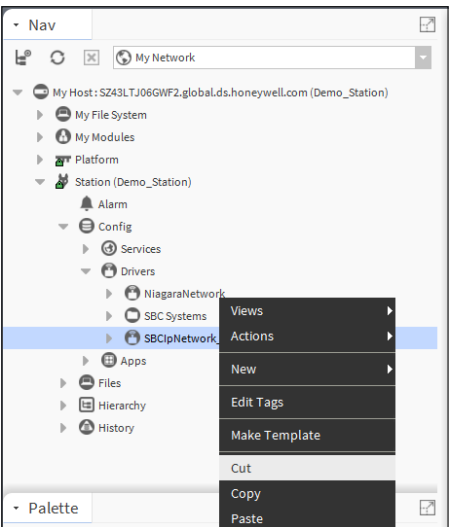 Nav
My Network
My Host : SZ43LTJ06GWF2.global.ds.honeywell.com (Demo_Station)
My File System
My Modules
Platform
Station (Demo_Station)
Alarm
Config
Services
Drivers
NiagaraNetwork
SBC Systems
SBCIpNetwork_
Apps
Files
Hierarchy
History
Views
Actions
New
Edit Tags
Make Template
Cut
Copy
Paste
Palette